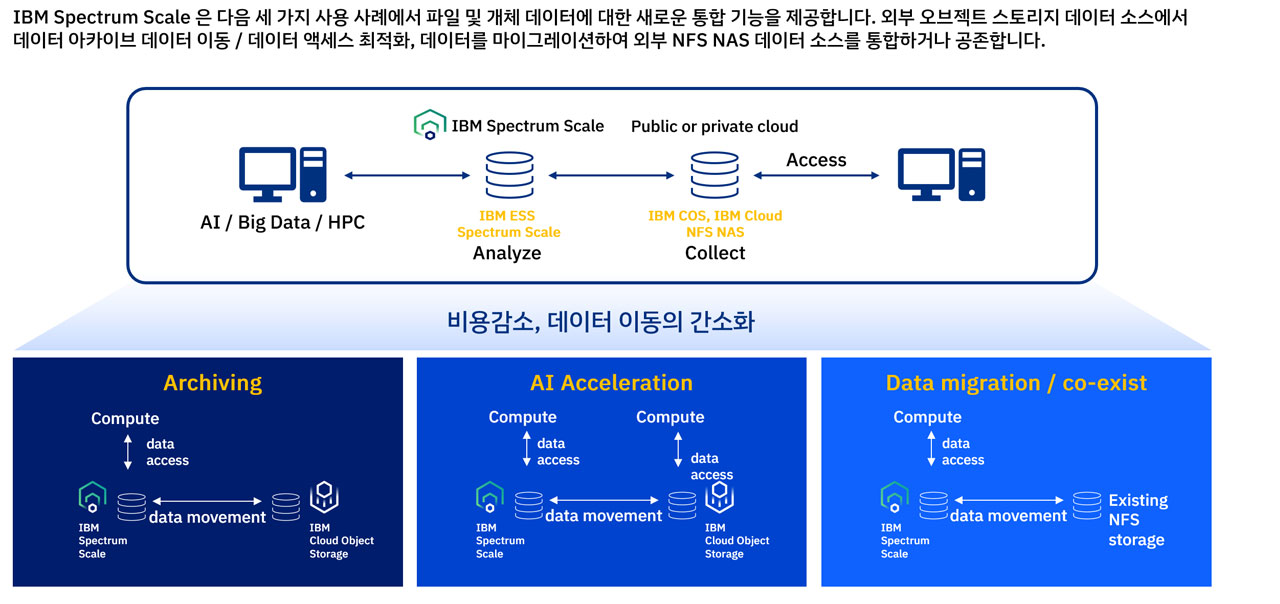 IBM Spectrum Scale 은 다음 세 가지 사용 사례에서 파일 및 개체 데이터에 대한 새로운 통합 기능을 제공합니다. 외부 오브젝트 스토리지 데이터 소스에서
데이터 아카이브 데이터 이동 / 데이터 액세스 최적화, 데이터를 마이그레이션하여 외부 NFS NAS 데이터 소스를 통합하거나 공존합니다.
IBM Spectrum Scale
Public or private cloud
Access
AI / Big Data / HPC
IBM ESS
Spectrum Scale
Analyze
IBM COS, IBM Cloud
NFS NAS
Collect
비용감소, 데이터 이동의 간소화
Archiving
Compute
data
access
data movement
IBM
Spectrum
Scale
IBM
Cloud Object
Storage
AI Acceleration
Compute
Compute
data
access
data
access
data movement
IBM
Spectrum
Scale
IBM
Cloud Object
Storage
Data migration / co-exist
Compute
data
access
data movement
IBM
Spectrum
Scale
Existing
NFS
storage